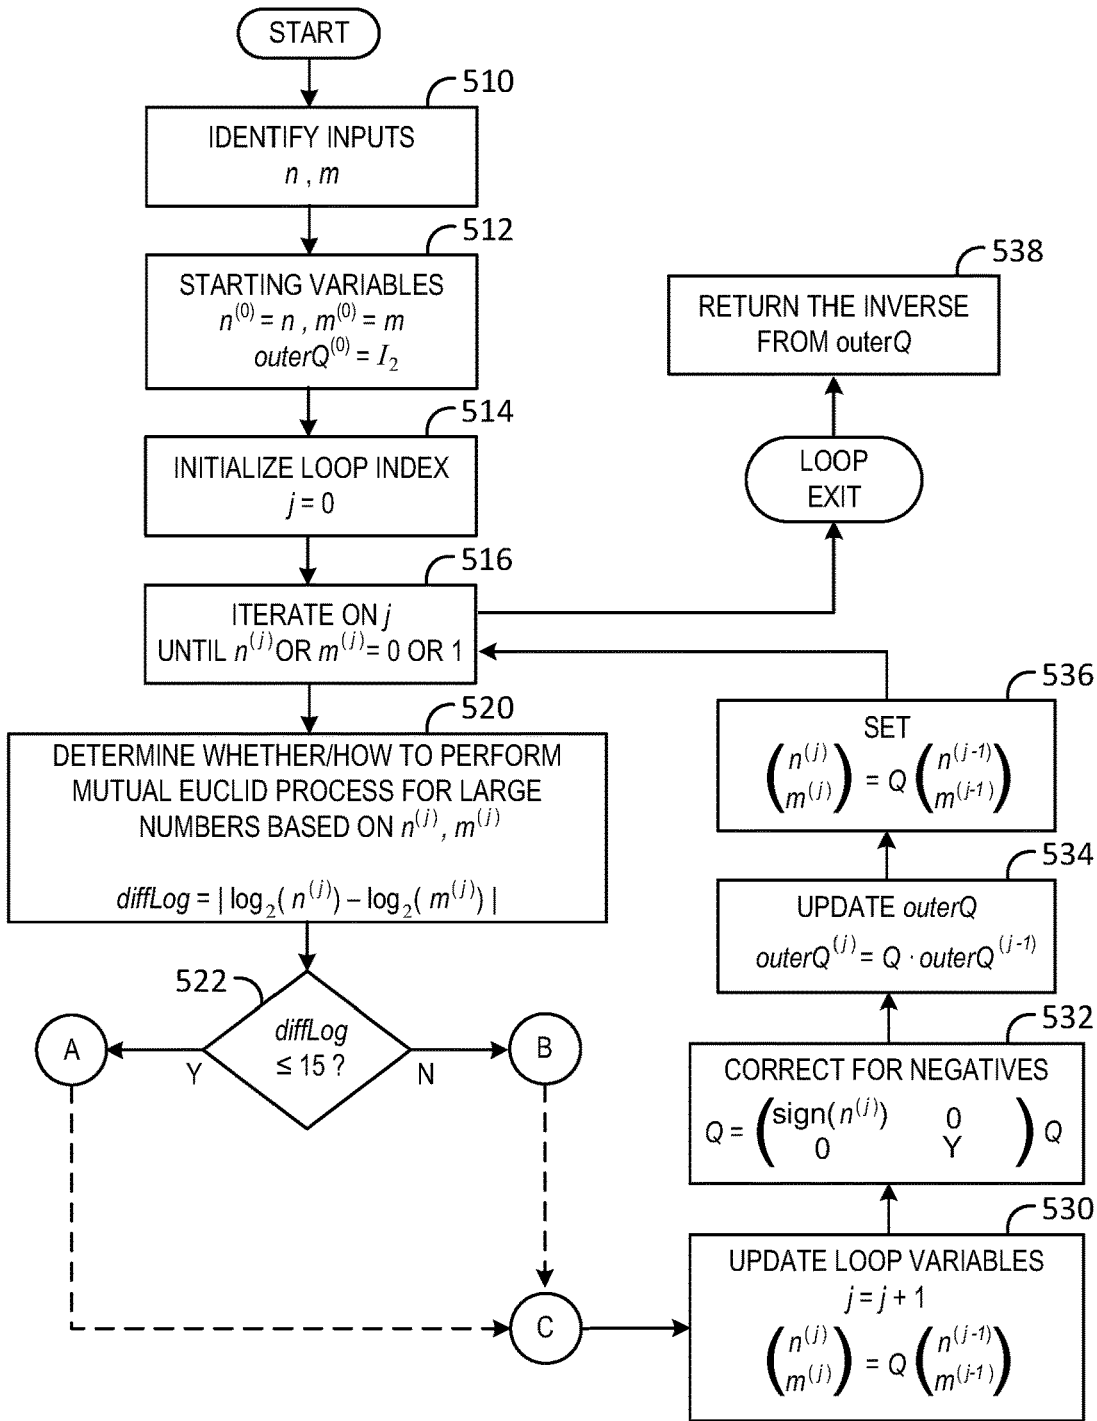 START
510
IDENTIFY INPUTS
n , m
512
STARTING VARIABLES
n^(0) = n , m^(0) = m
outerQ^(0) = I₂
514
INITIALIZE LOOP INDEX
j = 0
516
ITERATE ON j
UNTIL n^(j) OR m^(j) = 0 OR 1
520
DETERMINE WHETHER/HOW TO PERFORM
MUTUAL EUCLID PROCESS FOR LARGE
NUMBERS BASED ON n^(j), m^(j)
diffLog = | log₂( n^(j)) – log₂( m^(j)) |
522
diffLog
≤ 15 ?
Y
N
A
B
C
530
UPDATE LOOP VARIABLES
j = j + 1
(n^(j) m^(j)) = Q (n^(j-1) m^(j-1))
532
CORRECT FOR NEGATIVES
Q = (sign(n^(j)) 0
0 Y) Q
534
UPDATE outerQ
outerQ^(j) = Q · outerQ^(j-1)
536
SET
(n^(j) m^(j)) = Q (n^(j-1) m^(j-1))
LOOP
EXIT
538
RETURN THE INVERSE
FROM outerQ